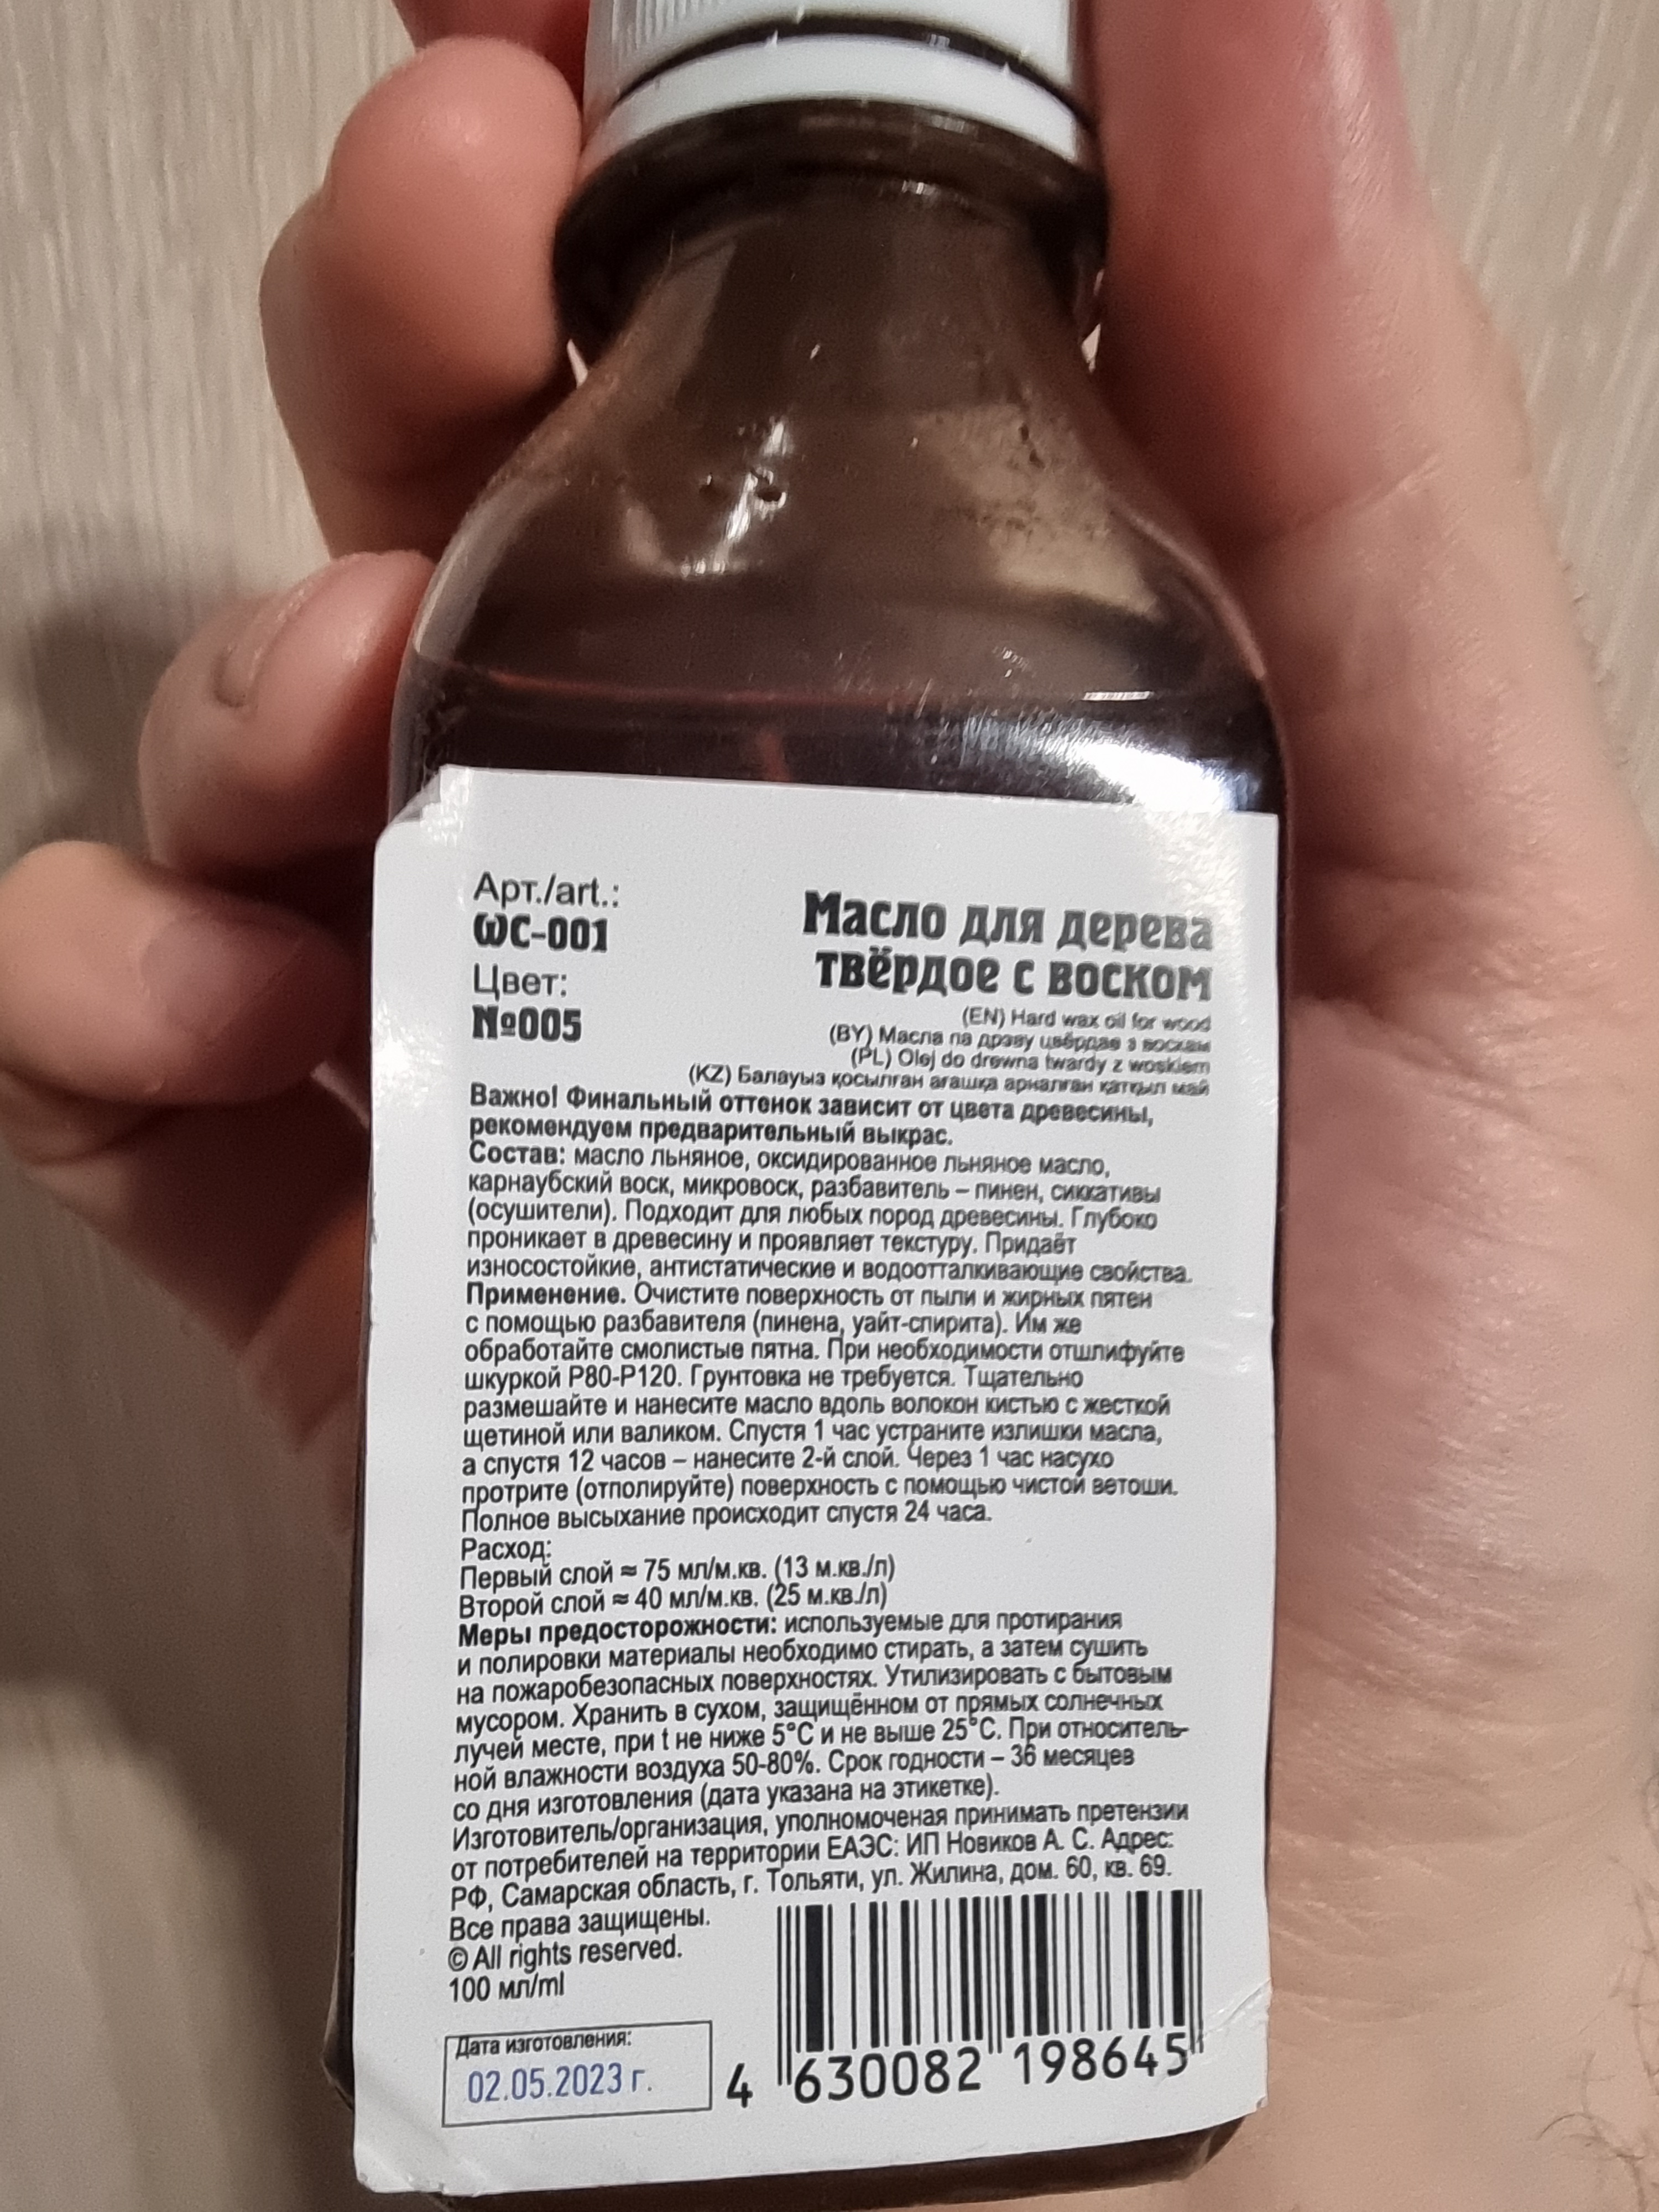 Арт./art.:
ѠС-001
Цвет:
№005
Масло для дерева
твёрдое с воском
(EN) Hard wax oil for wood
(BY) Масла па дрэву цвёрдае з воскам
(PL) Olej do drewna twardy z woskiem
(KZ) Балауыз қосылған ағашқа арналған қатқыл май
Важно! Финальный оттенок зависит от цвета древесины,
рекомендуем предварительный выкрас.
Состав: масло льняное, оксидированное льняное масло,
карнаубский воск, микровоск, разбавитель – пинен, сиккативы
(осушители). Подходит для любых пород древесины. Глубоко
проникает в древесину и проявляет текстуру. Придаёт
износостойкие, антистатические и водоотталкивающие свойства.
Применение. Очистите поверхность от пыли и жирных пятен
с помощью разбавителя (пинена, уайт-спирита). Им же
обработайте смолистые пятна. При необходимости отшлифуйте
шкуркой P80-P120. Грунтовка не требуется. Тщательно
размешайте и нанесите масло вдоль волокон кистью с жесткой
щетиной или валиком. Спустя 1 час устраните излишки масла,
а спустя 12 часов – нанесите 2-й слой. Через 1 час насухо
протрите (отполируйте) поверхность с помощью чистой ветоши.
Полное высыхание происходит спустя 24 часа.
Расход:
Первый слой ≈ 75 мл/м.кв. (13 м.кв./л)
Второй слой ≈ 40 мл/м.кв. (25 м.кв./л)
Меры предосторожности: используемые для протирания
и полировки материалы необходимо стирать, а затем сушить
на пожаробезопасных поверхностях. Утилизировать с бытовым
мусором. Хранить в сухом, защищённом от прямых солнечных
лучей месте, при t не ниже 5°C и не выше 25°C. При относитель-
ной влажности воздуха 50-80%. Срок годности – 36 месяцев
со дня изготовления (дата указана на этикетке).
Изготовитель/организация, уполномоченая принимать претензии
от потребителей на территории ЕАЭС: ИП Новиков А. С. Адрес:
РФ, Самарская область, г. Тольяти, ул. Жилина, дом. 60, кв. 69.
Все права защищены.
© All rights reserved.
100 мл/ml
Дата изготовления:
02.05.2023 г.
4 630082 198645